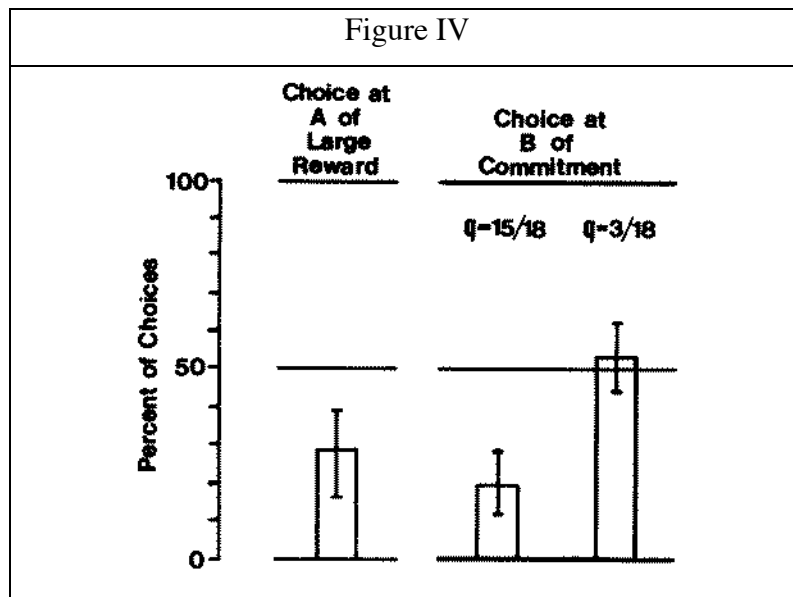 Figure IV
Choice at
A of
Large
Reward
Choice at
B of
Commitment
100
q=15/18 q=3/18
50
0
Percent of Choices